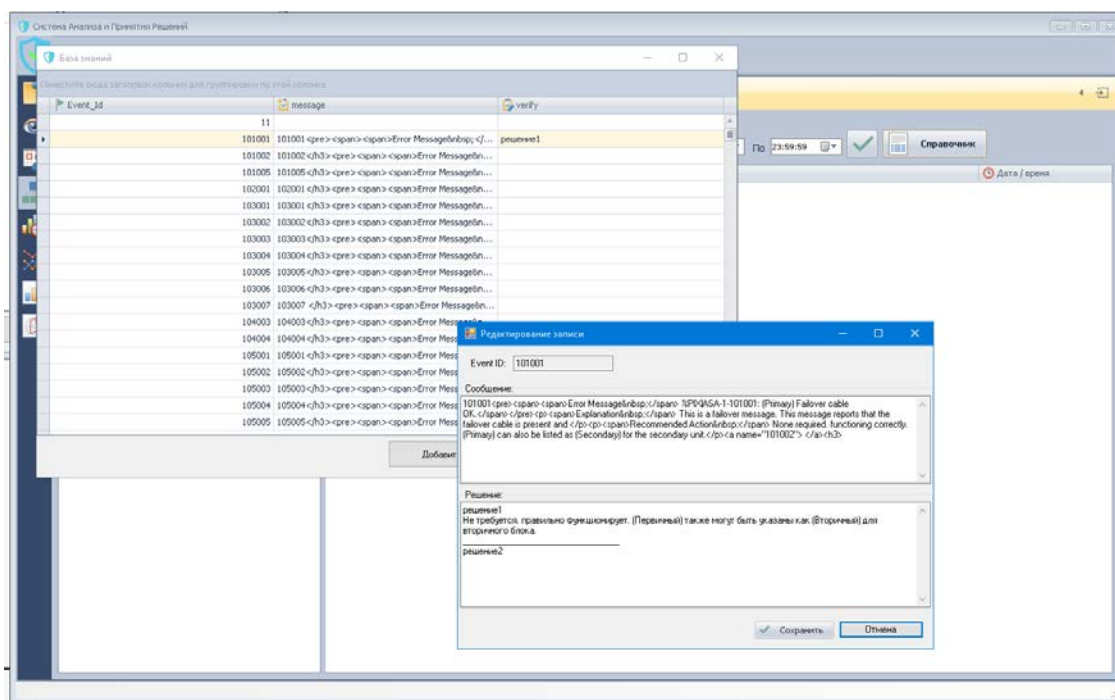 Система Анализа и Принятия Решений
База знаний
Поместите сюда заголовок колонки для группировки по этой колонке
Event_Id message verify
11
101001 101001 <pre><span><span>Error Message&nbsp;</... решение1
101002 101002</h3><pre><span><span>Error Message&n...
101005 101005</h3><pre><span><span>Error Message&n...
102001 102001</h3><pre><span><span>Error Message&n...
103001 103001</h3><pre><span><span>Error Message&n...
103002 103002</h3><pre><span><span>Error Message&n...
103003 103003</h3><pre><span><span>Error Message&n...
103004 103004</h3><pre><span><span>Error Message&n...
103005 103005</h3><pre><span><span>Error Message&n...
103006 103006</h3><pre><span><span>Error Message&n...
103007 103007 </h3><pre><span><span>Error Message&n...
104003 104003</h3><pre><span><span>Error
104004 104004</h3><pre><span><span>Error Mess
105001 105001</h3><pre><span><span>Error Mess
105002 105002</h3><pre><span><span>Error Mess
105003 105003</h3><pre><span><span>Error Mess
105004 105004</h3><pre><span><span>Error Mess
105005 105005</h3><pre><span><span>Error Mess
Добавит
По 23:59:59 Справочник
Дата / время
Редактирование записи
Event ID: 101001
Сообщение:
101001<pre><span><span>Error Message&nbsp;</span> %PIX|ASA-1-101001: (Primary) Failover cable
OK.</span></pre><p><span>Explanation&nbsp;</span> This is a failover message. This message reports that the
failover cable is present and </p><p><span>Recommended Action&nbsp;</span> None required. functioning correctly.
(Primary) can also be listed as (Secondary) for the secondary unit.</p><a name="101002"> </a><h3>
Решение:
решение1
Не требуется. правильно функционирует. (Первичный) также могут быть указаны как (Вторичный) для
вторичного блока.
решение2
Сохранить Отмена